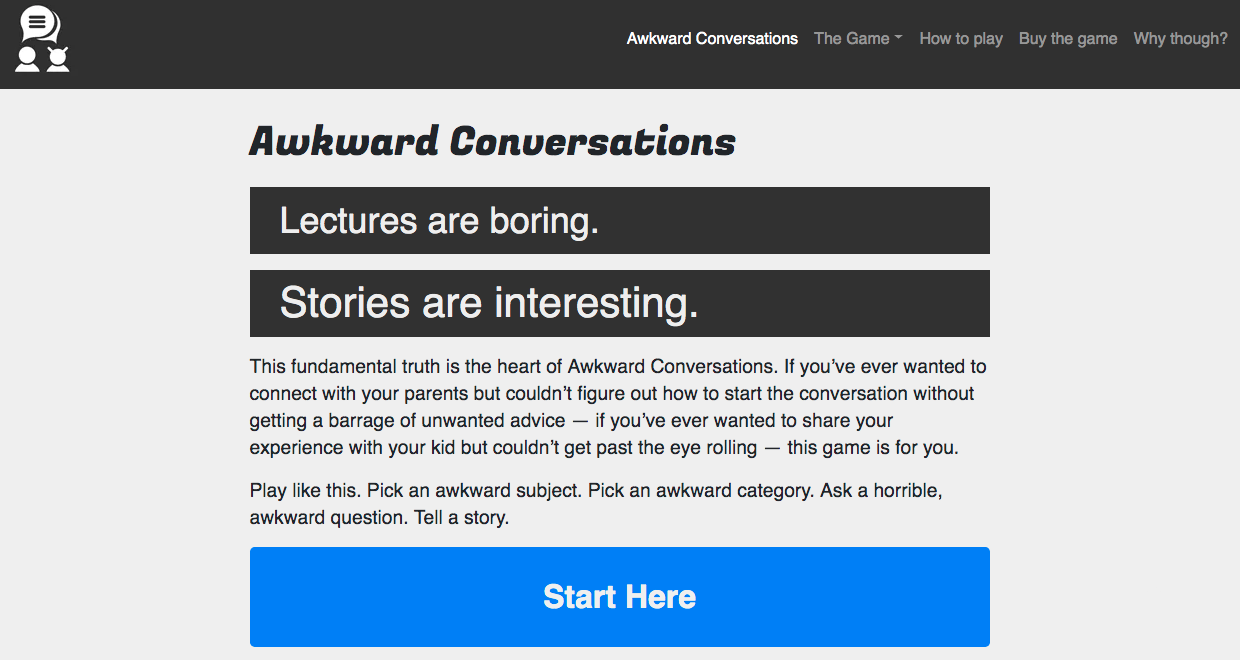 Awkward Conversations The Game How to play Buy the game Why though?
Awkward Conversations
Lectures are boring.
Stories are interesting.
This fundamental truth is the heart of Awkward Conversations. If you’ve ever wanted to
connect with your parents but couldn’t figure out how to start the conversation without
getting a barrage of unwanted advice — if you’ve ever wanted to share your
experience with your kid but couldn’t get past the eye rolling — this game is for you.
Play like this. Pick an awkward subject. Pick an awkward category. Ask a horrible,
awkward question. Tell a story.
Start Here